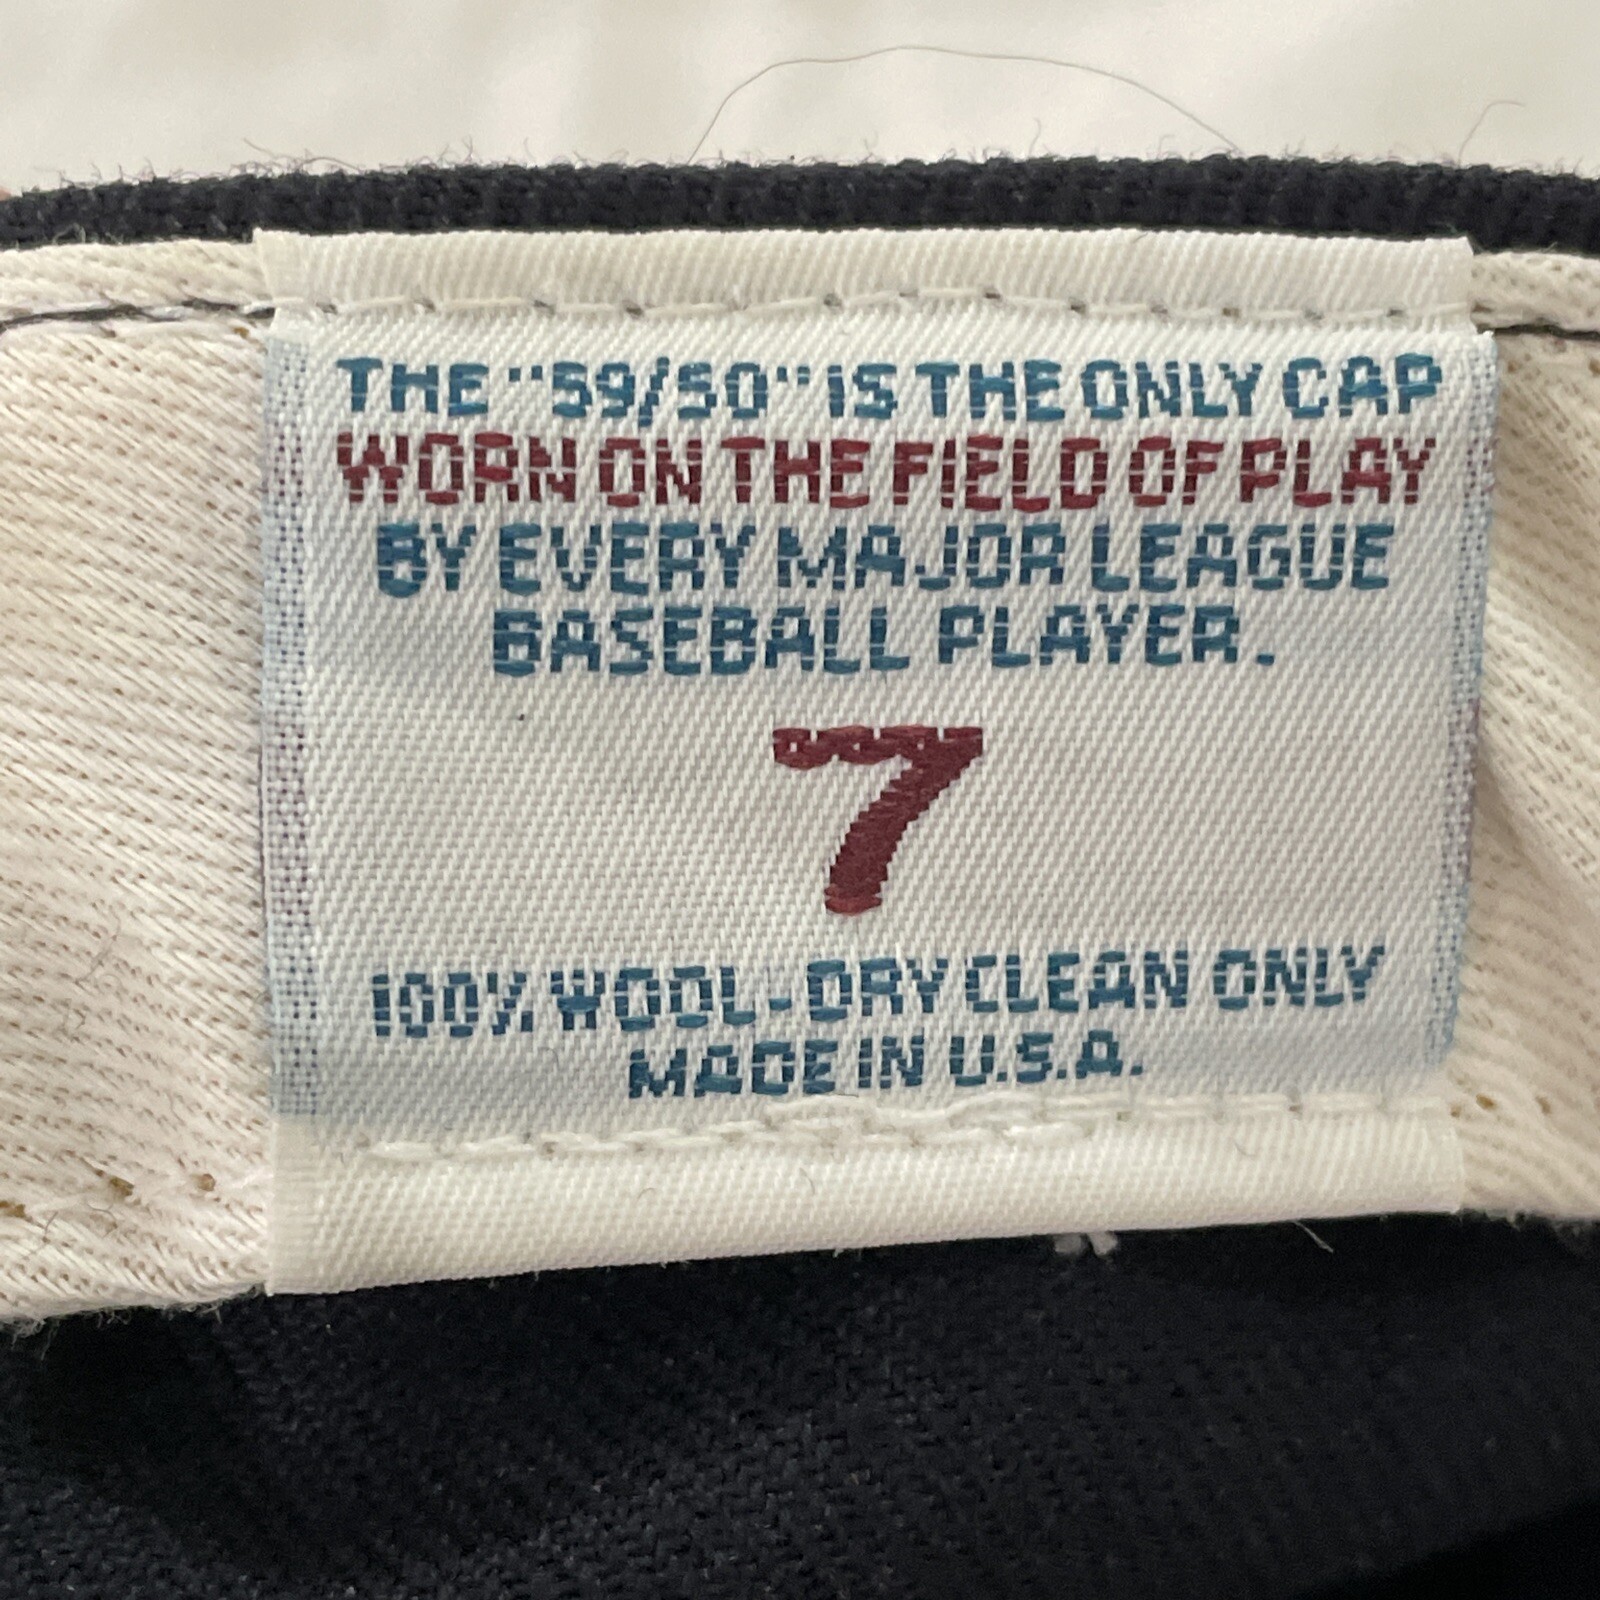 THE "59/50" IS THE ONLY CAP
WORN ON THE FIELD OF PLAY
BY EVERY MAJOR LEAGUE
BASEBALL PLAYER.
7
100% WOOL-DRY CLEAN ONLY
MADE IN U.S.A.